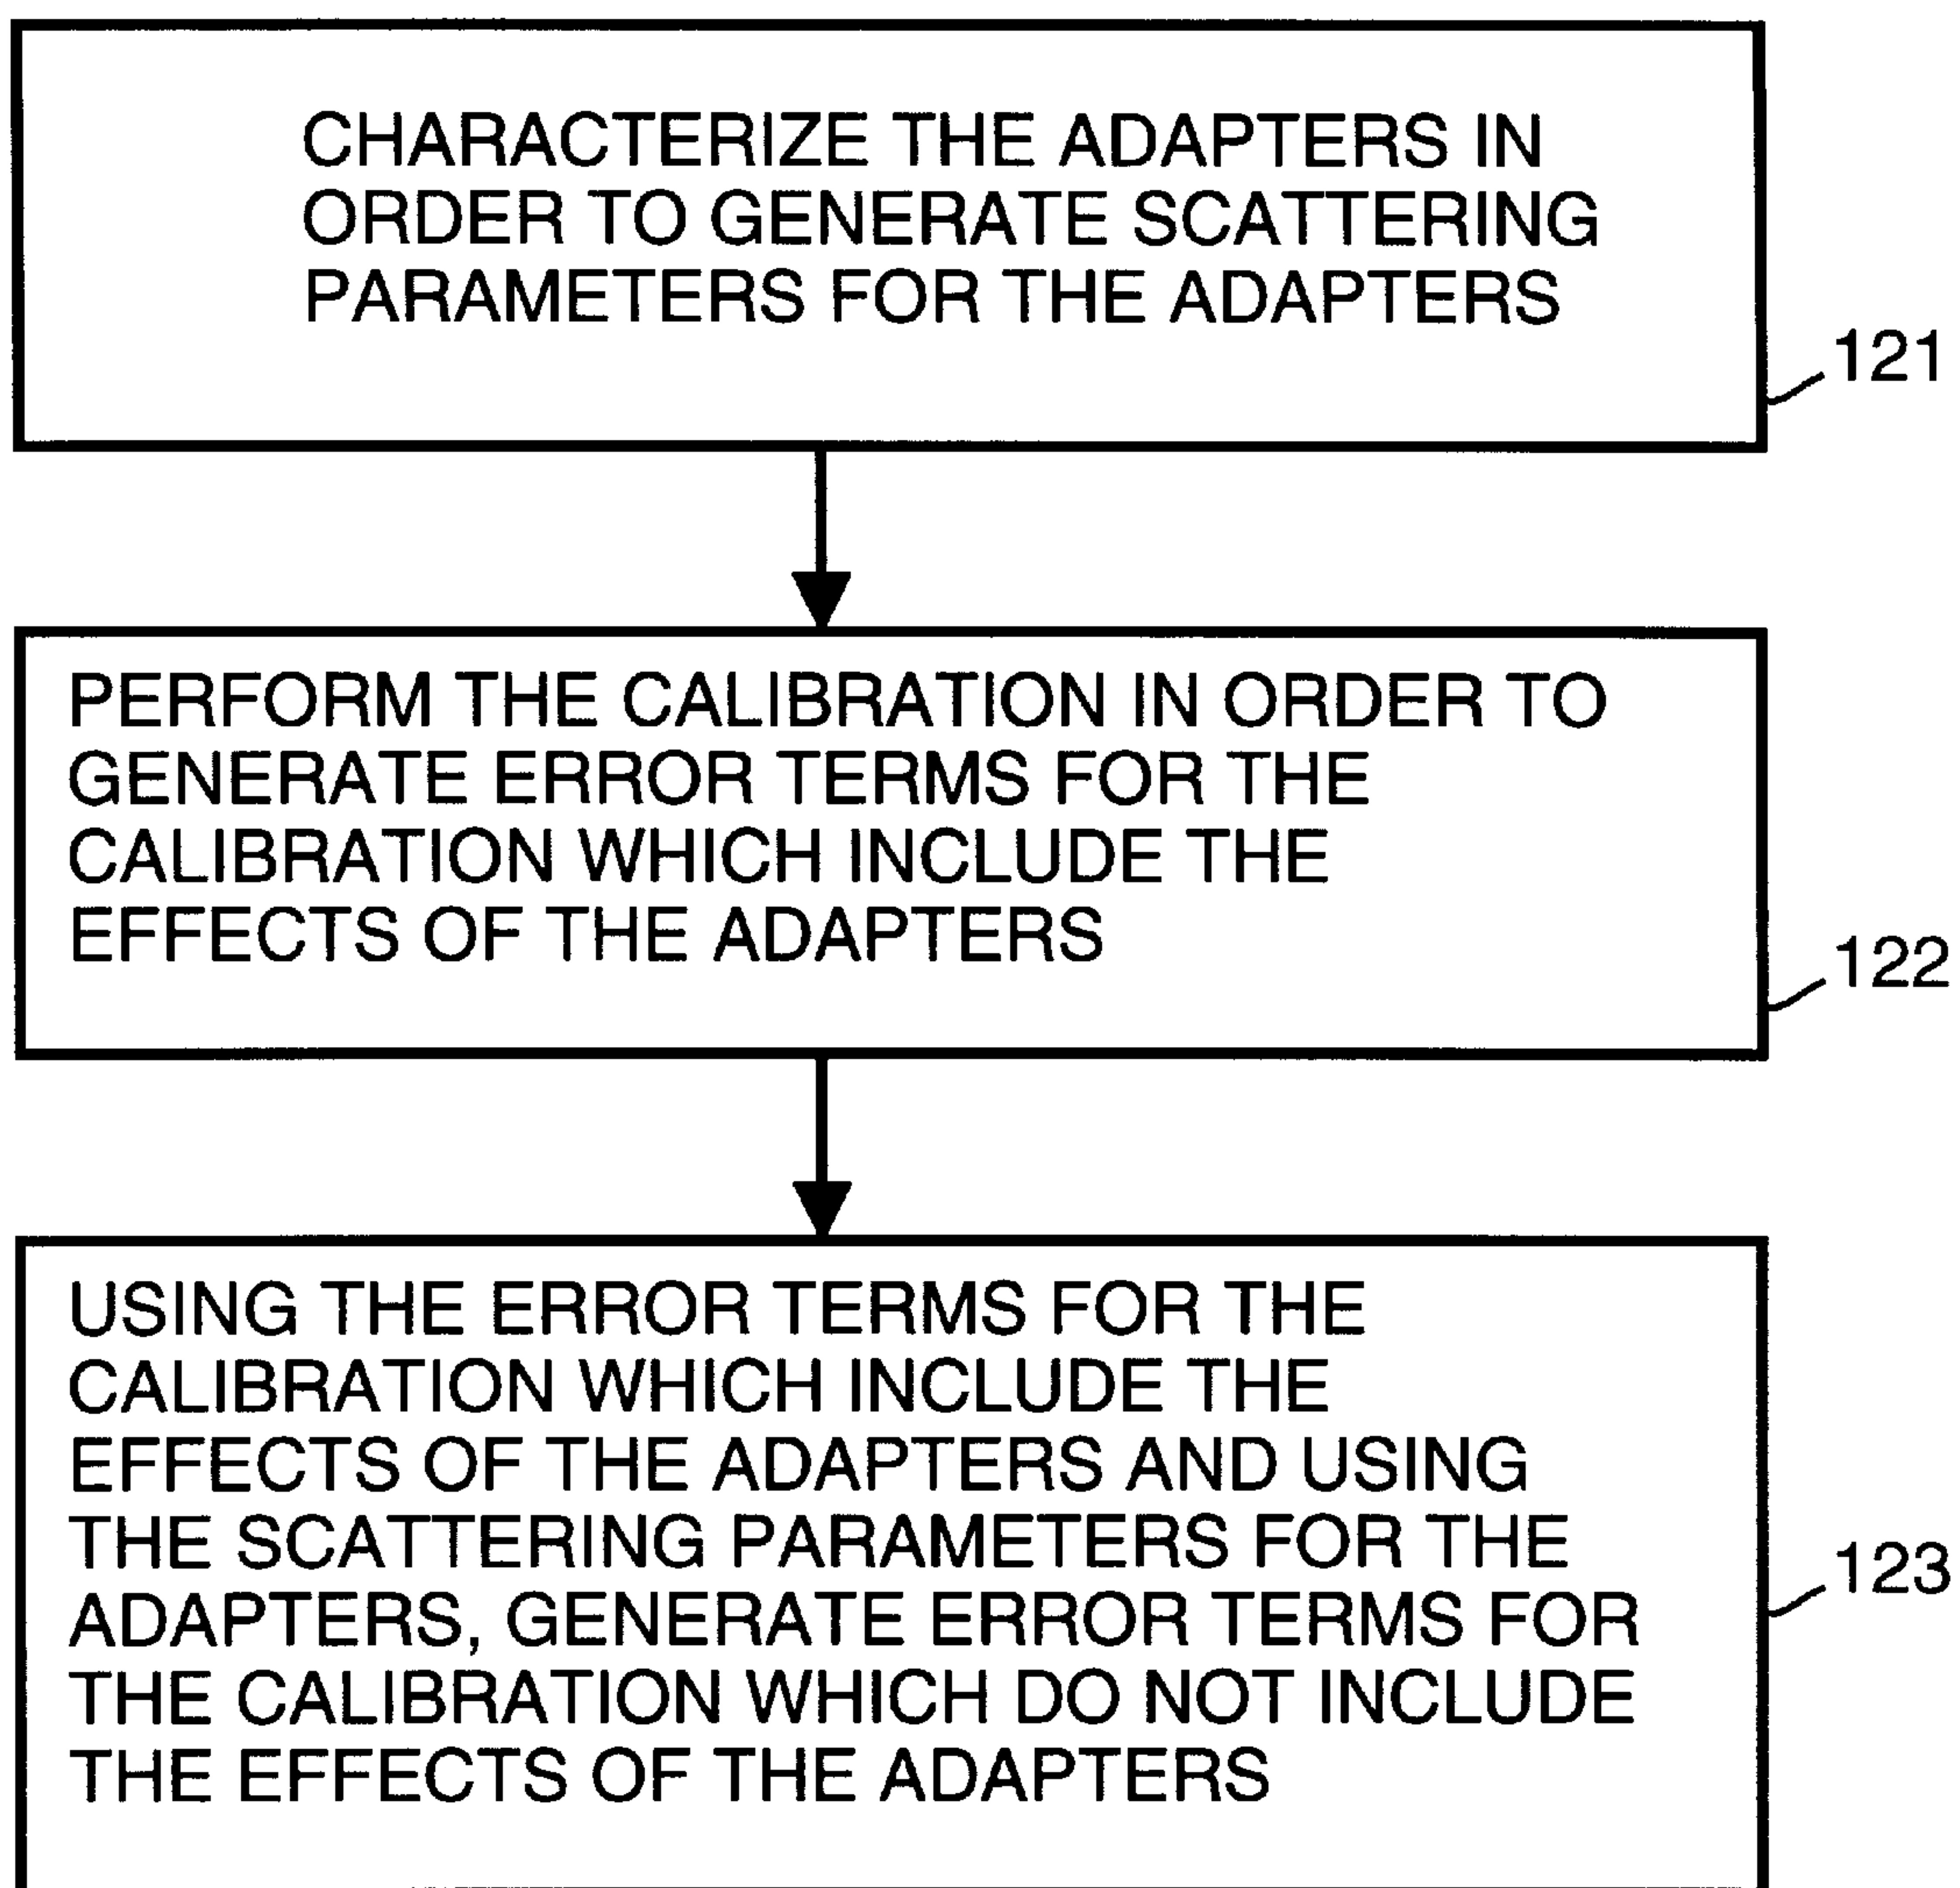 CHARACTERIZE THE ADAPTERS IN
ORDER TO GENERATE SCATTERING
PARAMETERS FOR THE ADAPTERS
121
PERFORM THE CALIBRATION IN ORDER TO
GENERATE ERROR TERMS FOR THE
CALIBRATION WHICH INCLUDE THE
EFFECTS OF THE ADAPTERS
122
USING THE ERROR TERMS FOR THE
CALIBRATION WHICH INCLUDE THE
EFFECTS OF THE ADAPTERS AND USING
THE SCATTERING PARAMETERS FOR THE
ADAPTERS, GENERATE ERROR TERMS FOR
THE CALIBRATION WHICH DO NOT INCLUDE
THE EFFECTS OF THE ADAPTERS
123